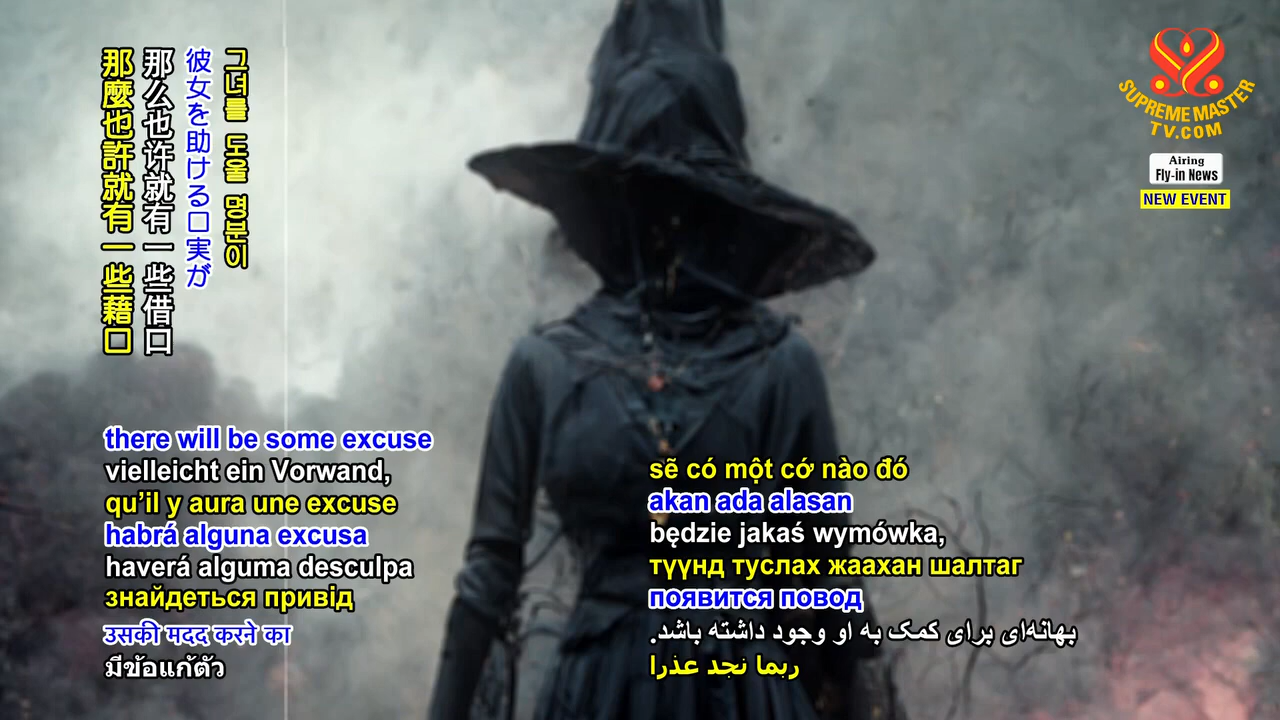 그녀를 도울 명분이
彼女を助ける口実が
那么也许就有一些借口
那麼也許就有一些藉口
there will be some excuse
vielleicht ein Vorwand,
qu’il y aura une excuse
habrá alguna excusa
haverá alguma desculpa
знайдеться привід
उसकी मदद करने का
มีข้อแก้ตัว
sẽ có một cớ nào đó
akan ada alasan
będzie jakaś wymówka,
түүнд туслах жаахан шалтаг
появится повод
بهانه‌ای برای کمک به او وجود داشته باشد.
ربما نجد عذرا
SUPREME MASTER
TV.COM
Airing
Fly-in News
NEW EVENT